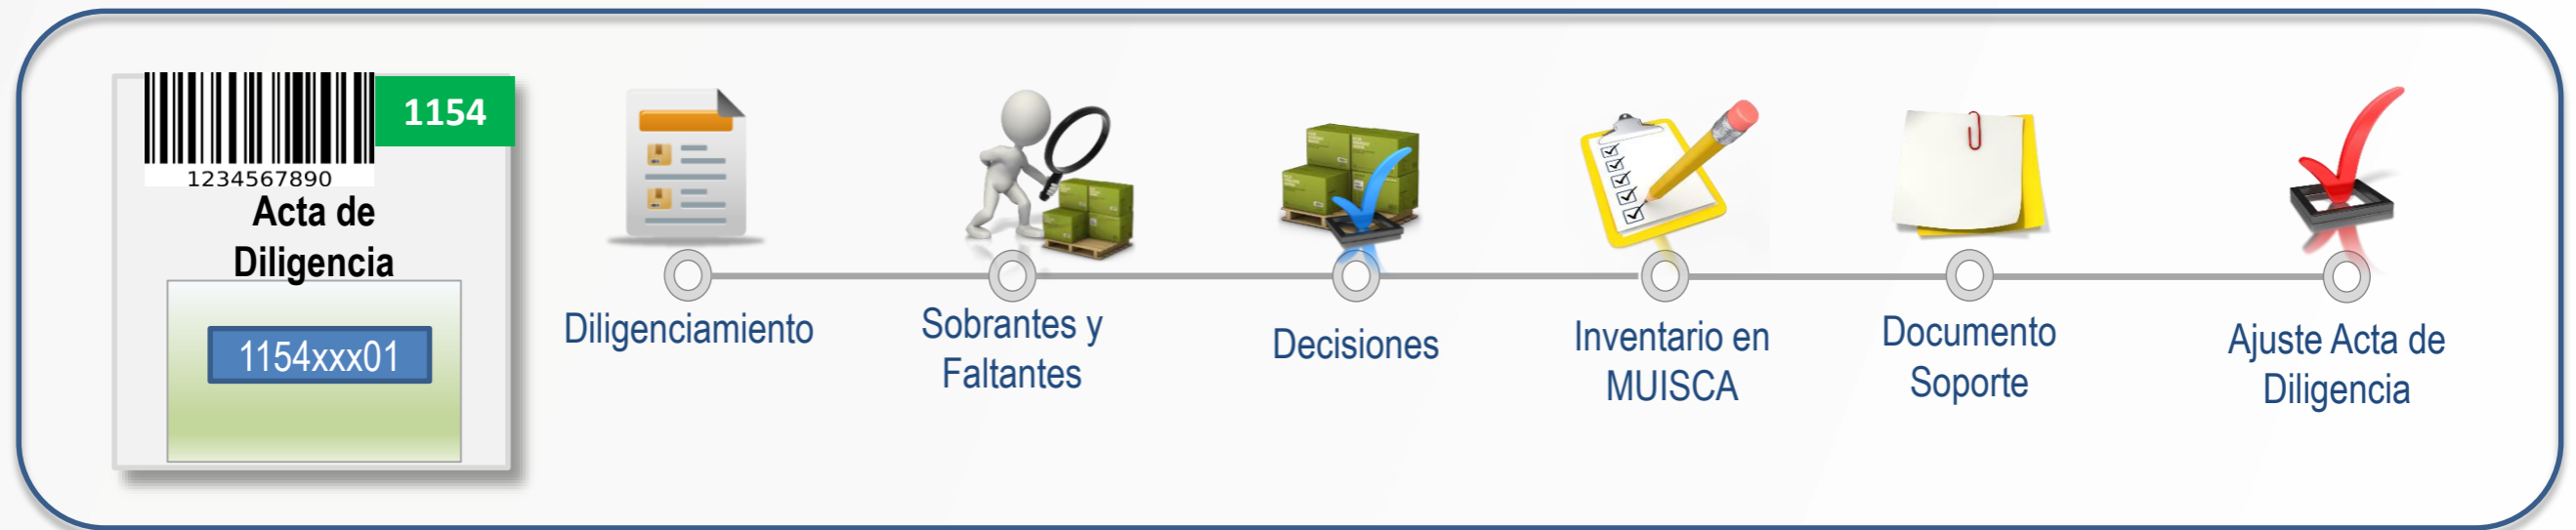 1154
1234567890
Acta de
Diligencia
1154xxx01
Diligenciamiento
Sobrantes y
Faltantes
Decisiones
Inventario en
MUISCA
Documento
Soporte
Ajuste Acta de
Diligencia